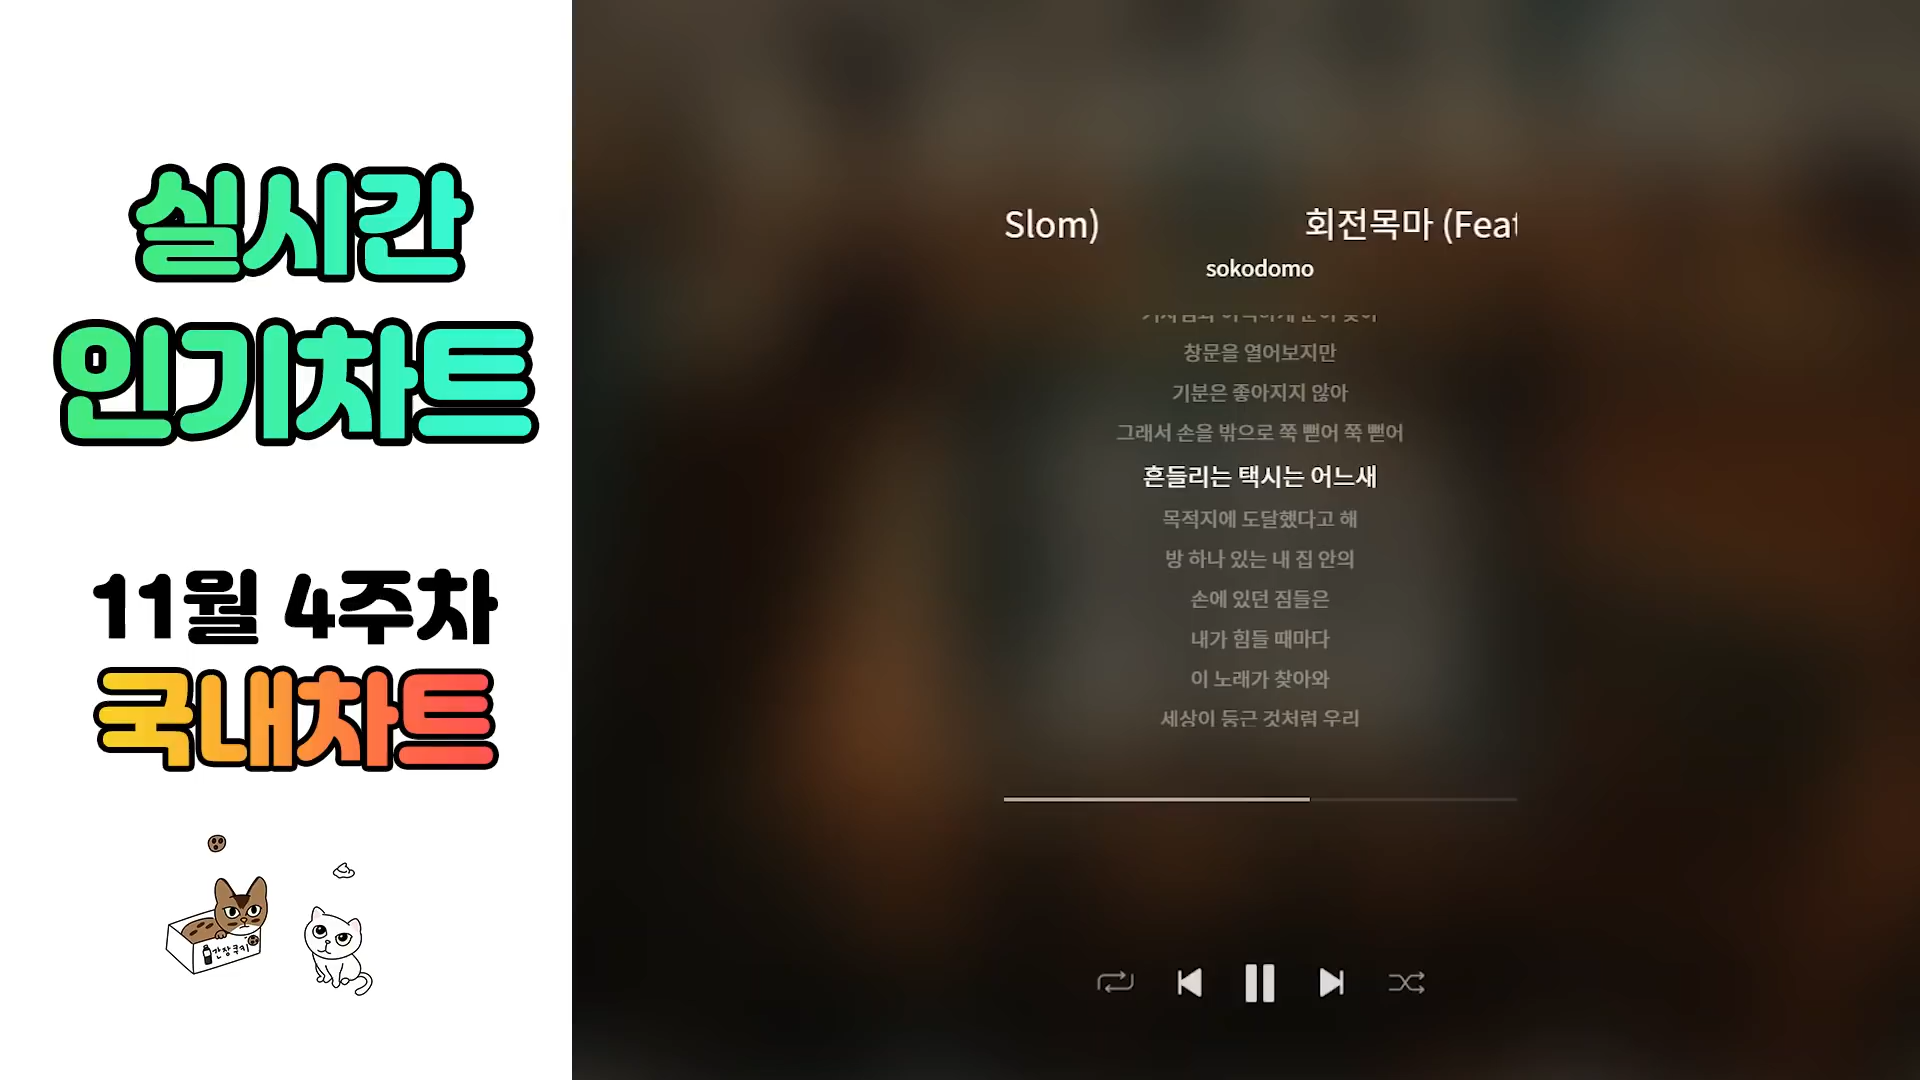 실시간
인기차트
11월 4주차
국내차트
간장쿡키
Slom) 회전목마 (Feat
sokodomo
창문을 열어보지만
기분은 좋아지지 않아
그래서 손을 밖으로 쭉 뻗어 쭉 뻗어
흔들리는 택시는 어느새
목적지에 도달했다고 해
방 하나 있는 내 집 안의
손에 있던 짐들은
내가 힘들 때마다
이 노래가 찾아와
세상이 둥근 것처럼 우리